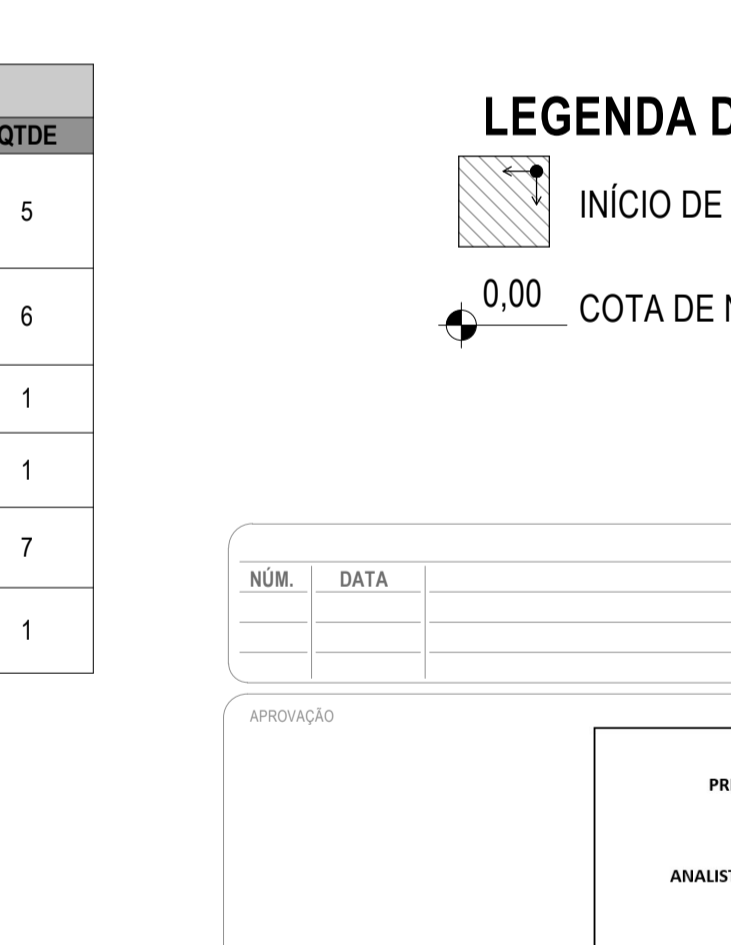 QTDE
5
6
1
1
7
1
LEGENDA D
INÍCIO DE
0,00
COTA DE
NÚM. DATA
APROVAÇÃO
PR
ANALIS